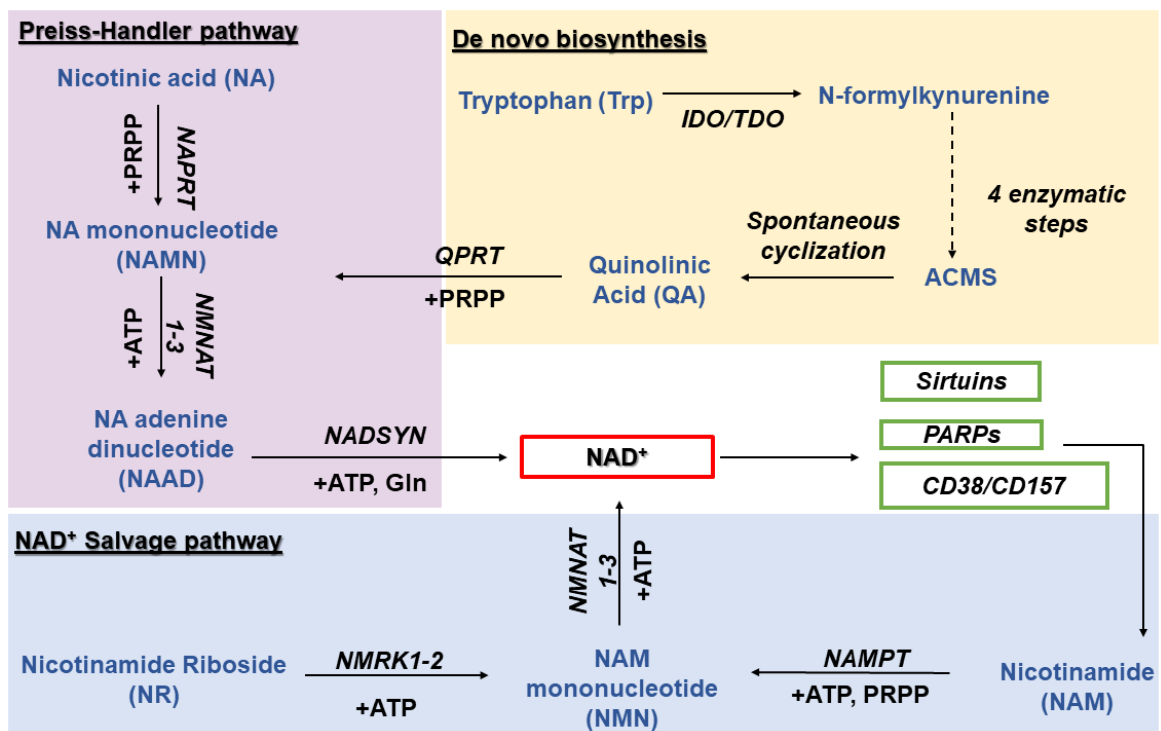 Preiss-Handler pathway
Nicotinic acid (NA)
+PRPP
NAPRT
NA mononucleotide
(NAMN)
+ATP
NMNAT
1-3
NA adenine
dinucleotide
(NAAD)
NADSYN
+ATP, Gln
De novo biosynthesis
Tryptophan (Trp)
IDO/TDO
N-formylkynurenine
4 enzymatic
steps
ACMS
Spontaneous
cyclization
Quinolinic
Acid (QA)
QPRT
+PRPP
NAD⁺
Sirtuins
PARPs
CD38/CD157
NAD⁺ Salvage pathway
Nicotinamide Riboside
(NR)
NMRK1-2
+ATP
NMNAT
1-3
+ATP
NAM
mononucleotide
(NMN)
NAMPT
+ATP, PRPP
Nicotinamide
(NAM)